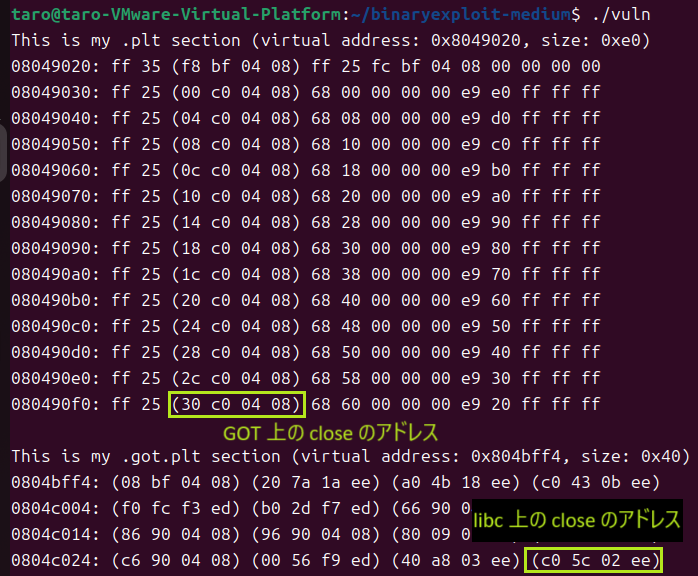 taro@taro-VMware-Virtual-Platform:~/binaryexploit-medium$ ./vuln
This is my .plt section (virtual address: 0x8049020, size: 0xe0)
08049020: ff 35 (f8 bf 04 08) ff 25 fc bf 04 08 00 00 00 00
08049030: ff 25 (00 c0 04 08) 68 00 00 00 00 e9 e0 ff ff ff
08049040: ff 25 (04 c0 04 08) 68 08 00 00 00 e9 d0 ff ff ff
08049050: ff 25 (08 c0 04 08) 68 10 00 00 00 e9 c0 ff ff ff
08049060: ff 25 (0c c0 04 08) 68 18 00 00 00 e9 b0 ff ff ff
08049070: ff 25 (10 c0 04 08) 68 20 00 00 00 e9 a0 ff ff ff
08049080: ff 25 (14 c0 04 08) 68 28 00 00 00 e9 90 ff ff ff
08049090: ff 25 (18 c0 04 08) 68 30 00 00 00 e9 80 ff ff ff
080490a0: ff 25 (1c c0 04 08) 68 38 00 00 00 e9 70 ff ff ff
080490b0: ff 25 (20 c0 04 08) 68 40 00 00 00 e9 60 ff ff ff
080490c0: ff 25 (24 c0 04 08) 68 48 00 00 00 e9 50 ff ff ff
080490d0: ff 25 (28 c0 04 08) 68 50 00 00 00 e9 40 ff ff ff
080490e0: ff 25 (2c c0 04 08) 68 58 00 00 00 e9 30 ff ff ff
080490f0: ff 25 (30 c0 04 08) 68 60 00 00 00 e9 20 ff ff ff
GOT 上の close のアドレス
This is my .got.plt section (virtual address: 0x804bff4, size: 0x40)
0804bff4: (08 bf 04 08) (20 7a 1a ee) (a0 4b 18 ee) (c0 43 0b ee)
0804c004: (f0 fc f3 ed) (b0 2d f7 ed) (66 90 0
libc 上の close のアドレス
0804c014: (86 90 04 08) (96 90 04 08) (80 09 0
0804c024: (c6 90 04 08) (00 56 f9 ed) (40 a8 03 ee) (c0 5c 02 ee)